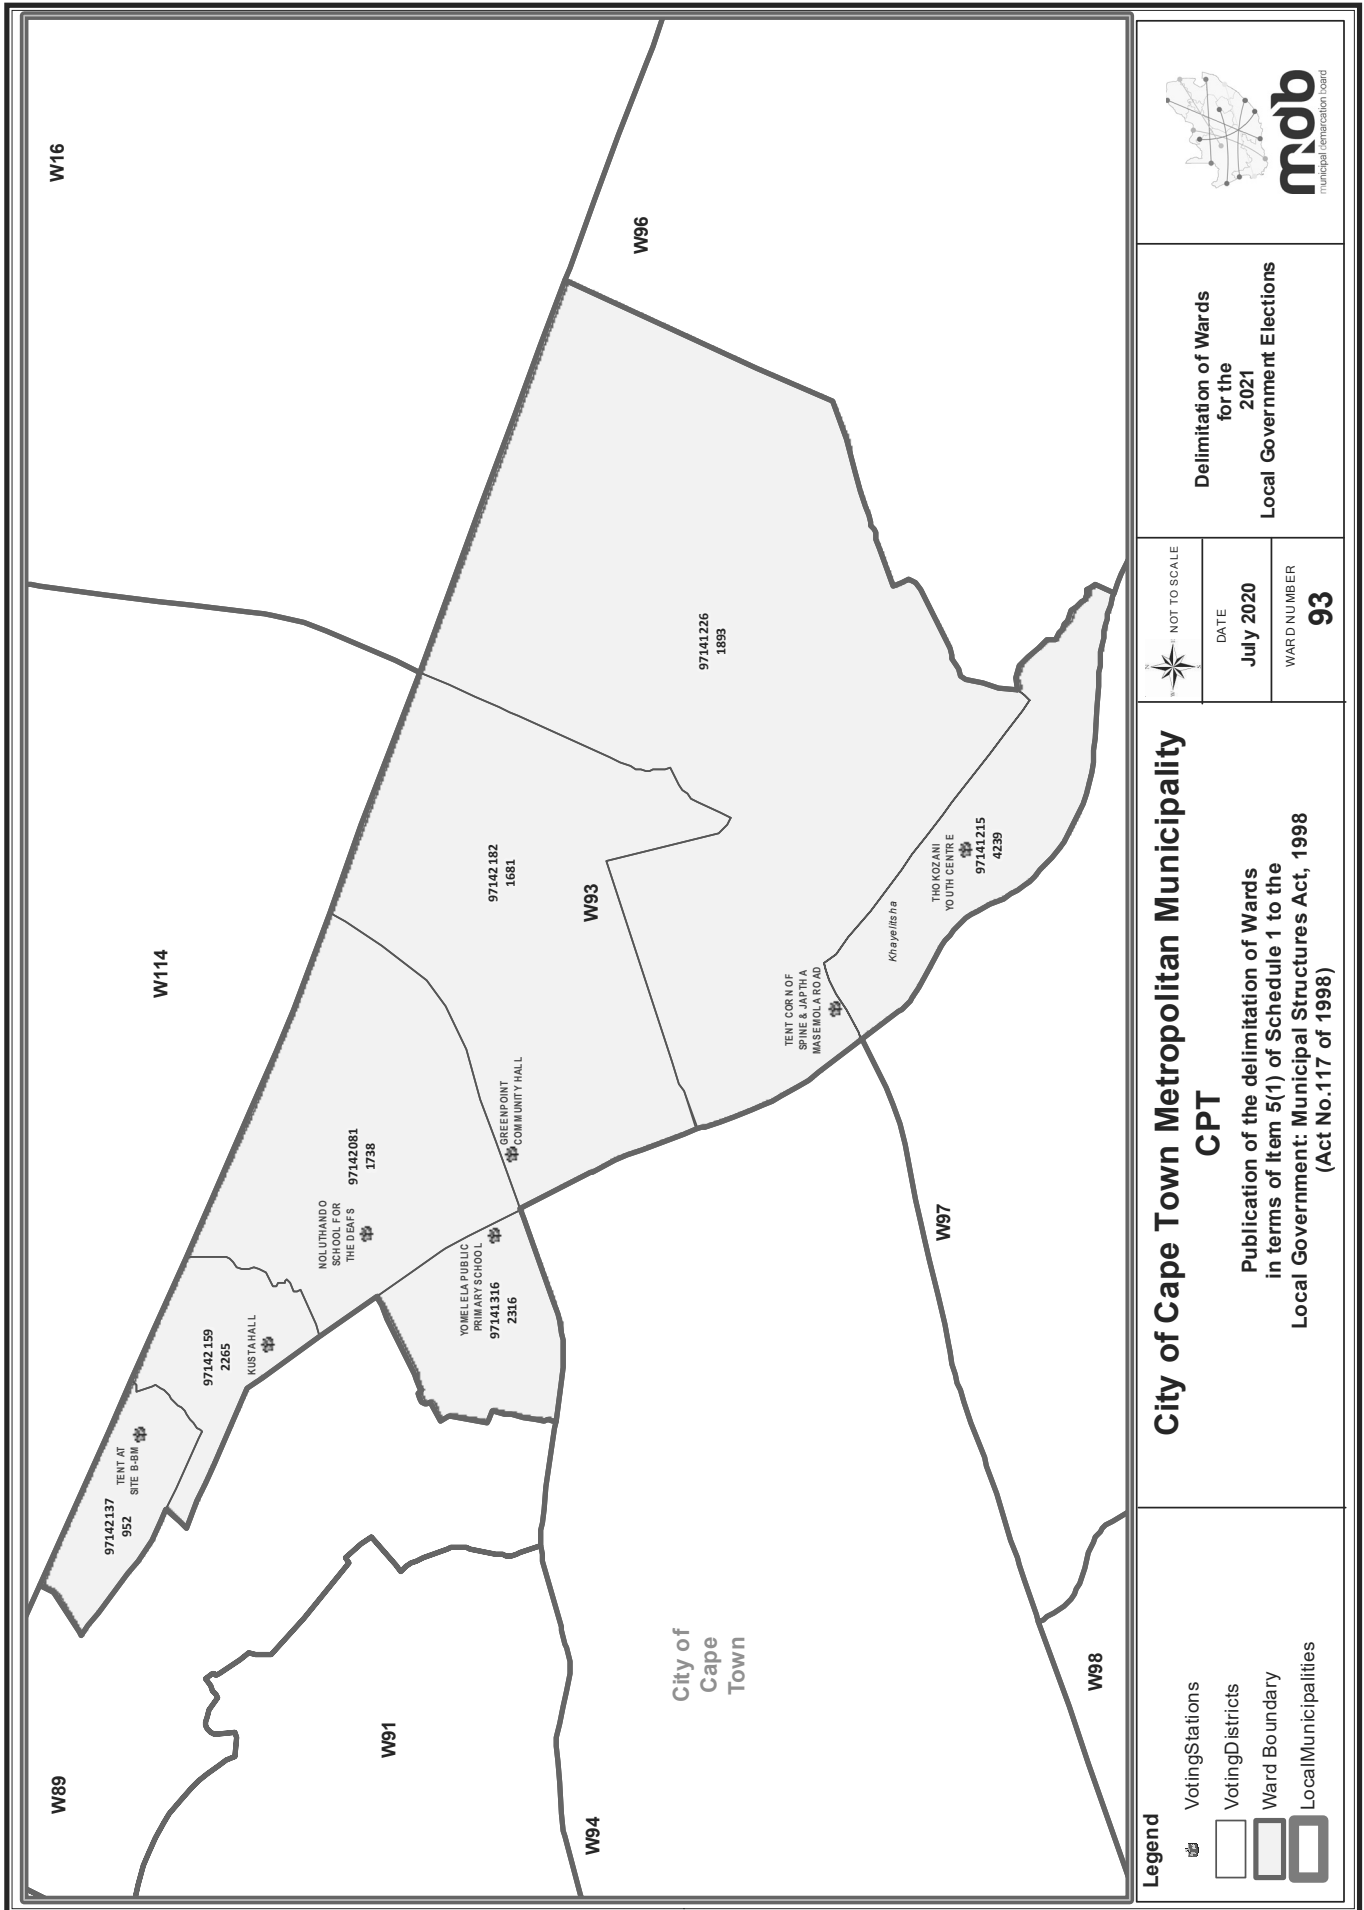 W16
W114
W89
W96
W91
W94
W93
W97
W98
97142137
952
TENT AT
SITE B-BM
97142159
2265
KUSTA HALL
NOLUTHANDO
SCHOOL FOR
THE DEAFS
97142081
1738
YOMELELA PUBLIC
PRIMARY SCHOOL
97141316
2316
GREENPOINT
COMMUNITY HALL
97142182
1681
97141226
1893
TENT CORN OF
SPINE & JAPTHA
MASEMOLA ROAD
Khayelitsha
THOKOZANI
YOUTH CENTRE
97141215
4239
City of
Cape
Town
Legend
VotingStations
VotingDistricts
Ward Boundary
LocalMunicipalities
City of Cape Town Metropolitan Municipality
CPT
Publication of the delimitation of Wards
in terms of Item 5(1) of Schedule 1 to the
Local Government: Municipal Structures Act, 1998
(Act No.117 of 1998)
N
W
E
S
NOT TO SCALE
DATE
July 2020
WARD NUMBER
93
Delimitation of Wards
for the
2021
Local Government Elections
mdb
municipal demarcation board